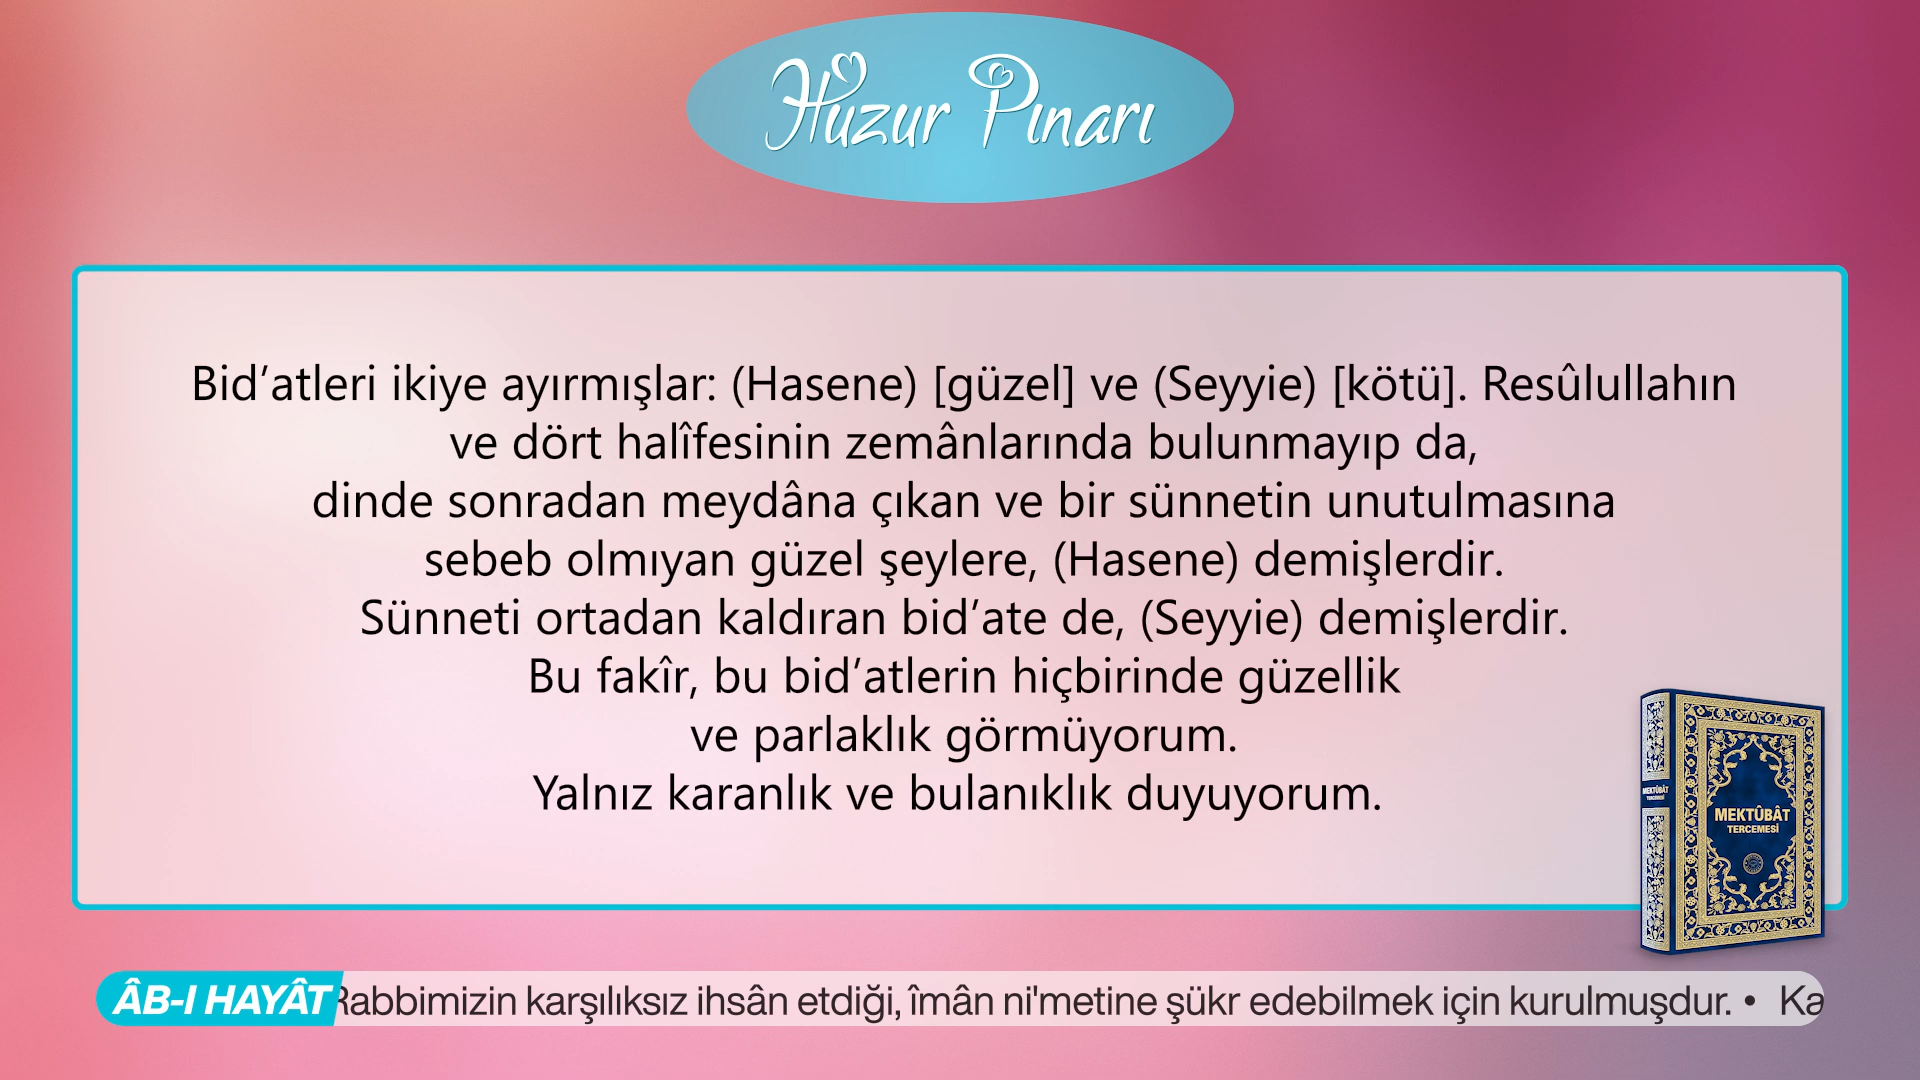 Huzur Pınarı
Bid’atleri ikiye ayırmışlar: (Hasene) [güzel] ve (Seyyie) [kötü]. Resûlullahın
ve dört halîfesinin zemânlarında bulunmayıp da,
dinde sonradan meydâna çıkan ve bir sünnetin unutulmasına
sebeb olmıyan güzel şeylere, (Hasene) demişlerdir.
Sünneti ortadan kaldıran bid’ate de, (Seyyie) demişlerdir.
Bu fakîr, bu bid’atlerin hiçbirinde güzellik
ve parlaklık görmüyorum.
Yalnız karanlık ve bulanıklık duyuyorum.
MEKTÛBÂT
TERCEMESİ
MEKTÛBÂT
TERCEMESİ
ÂB-I HAYÂT Rabbimizin karşılıksız ihsân etdiği, îmân ni'metine şükr edebilmek için kurulmuşdur. • Ka